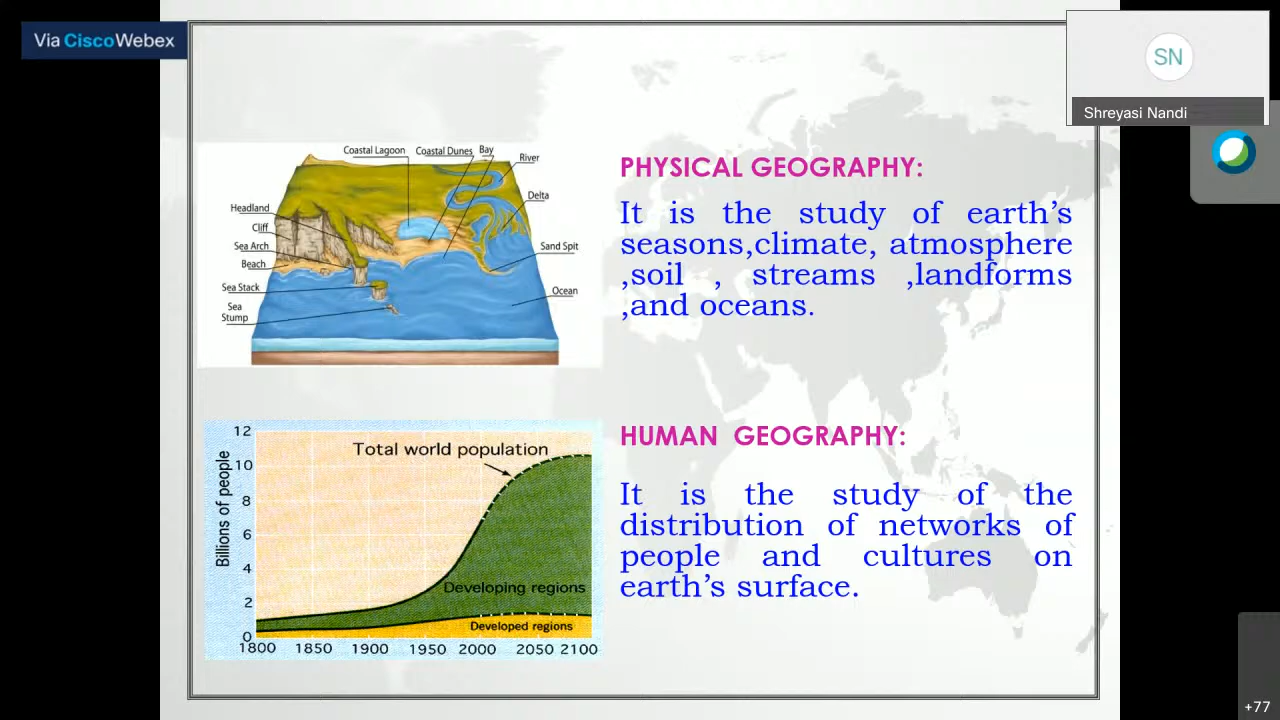 Via CiscoWebex
SN
Shreyasi Nandi
Coastal Lagoon
Coastal Dunes
Bay
River
Delta
Headland
Cliff
Sea Arch
Beach
Sand Spit
Sea Stack
Ocean
Sea
Stump
PHYSICAL GEOGRAPHY:
It is the study of earth’s
seasons,climate, atmosphere
,soil , streams ,landforms
,and oceans.
12
10
8
6
4
2
0
Billions of people
Total world population
Developing regions
Developed regions
1800 1850 1900 1950 2000 2050 2100
HUMAN GEOGRAPHY:
It is the study of the
distribution of networks of
people and cultures on
earth’s surface.
+77